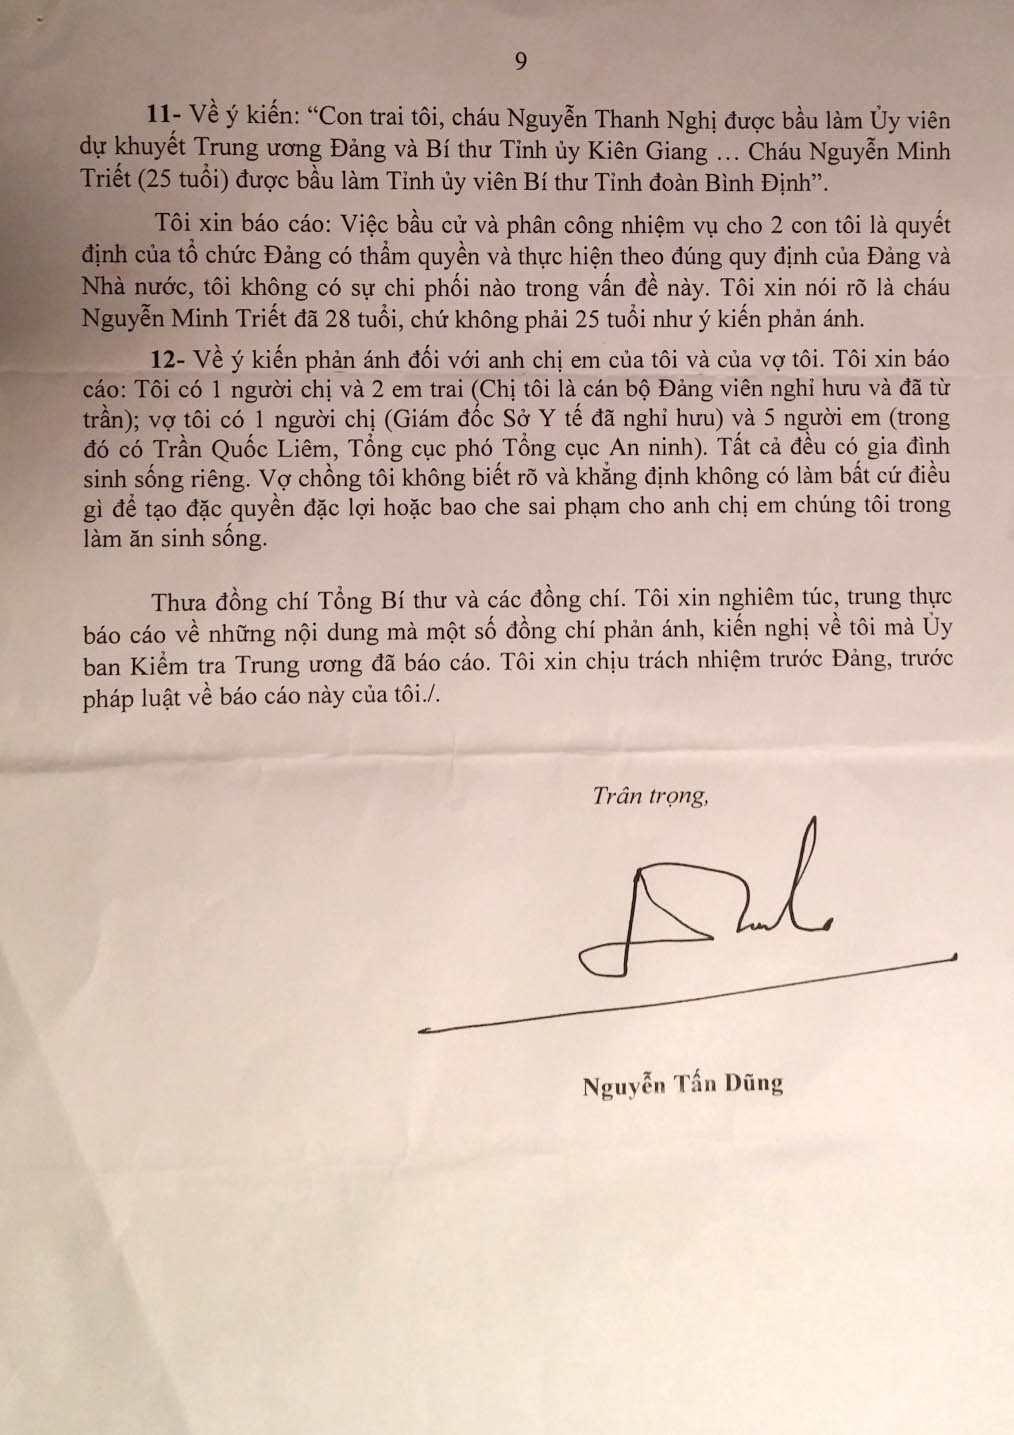 9
11- Về ý kiến: “Con trai tôi, cháu Nguyễn Thanh Nghị được bầu làm Ủy viên
dự khuyết Trung ương Đảng và Bí thư Tỉnh ủy Kiên Giang … Cháu Nguyễn Minh
Triết (25 tuổi) được bầu làm Tỉnh ủy viên Bí thư Tỉnh đoàn Bình Định”.
Tôi xin báo cáo: Việc bầu cử và phân công nhiệm vụ cho 2 con tôi là quyết
định của tổ chức Đảng có thẩm quyền và thực hiện theo đúng quy định của Đảng và
Nhà nước, tôi không có sự chi phối nào trong vấn đề này. Tôi xin nói rõ là cháu
Nguyễn Minh Triết đã 28 tuổi, chứ không phải 25 tuổi như ý kiến phản ánh.
12- Về ý kiến phản ánh đối với anh chị em của tôi và của vợ tôi. Tôi xin báo
cáo: Tôi có 1 người chị và 2 em trai (Chị tôi là cán bộ Đảng viên nghỉ hưu và đã từ
trần); vợ tôi có 1 người chị (Giám đốc Sở Y tế đã nghỉ hưu) và 5 người em (trong
đó có Trần Quốc Liêm, Tổng cục phó Tổng cục An ninh). Tất cả đều có gia đình
sinh sống riêng. Vợ chồng tôi không biết rõ và khẳng định không có làm bất cứ điều
gì để tạo đặc quyền đặc lợi hoặc bao che sai phạm cho anh chị em chúng tôi trong
làm ăn sinh sống.
Thưa đồng chí Tổng Bí thư và các đồng chí. Tôi xin nghiêm túc, trung thực
báo cáo về những nội dung mà một số đồng chí phản ánh, kiến nghị về tôi mà Ủy
ban Kiểm tra Trung ương đã báo cáo. Tôi xin chịu trách nhiệm trước Đảng, trước
pháp luật về báo cáo này của tôi./.
Trân trọng,
Nguyễn Tấn Dũng